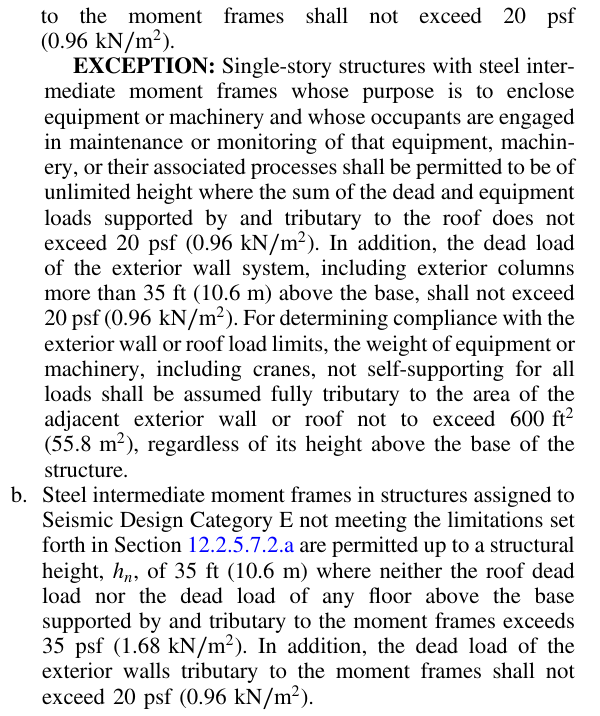 to the moment frames shall not exceed 20 psf
(0.96 kN/m²).
EXCEPTION: Single-story structures with steel inter-
mediate moment frames whose purpose is to enclose
equipment or machinery and whose occupants are engaged
in maintenance or monitoring of that equipment, machin-
ery, or their associated processes shall be permitted to be of
unlimited height where the sum of the dead and equipment
loads supported by and tributary to the roof does not
exceed 20 psf (0.96 kN/m²). In addition, the dead load
of the exterior wall system, including exterior columns
more than 35 ft (10.6 m) above the base, shall not exceed
20 psf (0.96 kN/m²). For determining compliance with the
exterior wall or roof load limits, the weight of equipment or
machinery, including cranes, not self-supporting for all
loads shall be assumed fully tributary to the area of the
adjacent exterior wall or roof not to exceed 600 ft²
(55.8 m²), regardless of its height above the base of the
structure.
b. Steel intermediate moment frames in structures assigned to
Seismic Design Category E not meeting the limitations set
forth in Section 12.2.5.7.2.a are permitted up to a structural
height, hₙ, of 35 ft (10.6 m) where neither the roof dead
load nor the dead load of any floor above the base
supported by and tributary to the moment frames exceeds
35 psf (1.68 kN/m²). In addition, the dead load of the
exterior walls tributary to the moment frames shall not
exceed 20 psf (0.96 kN/m²).